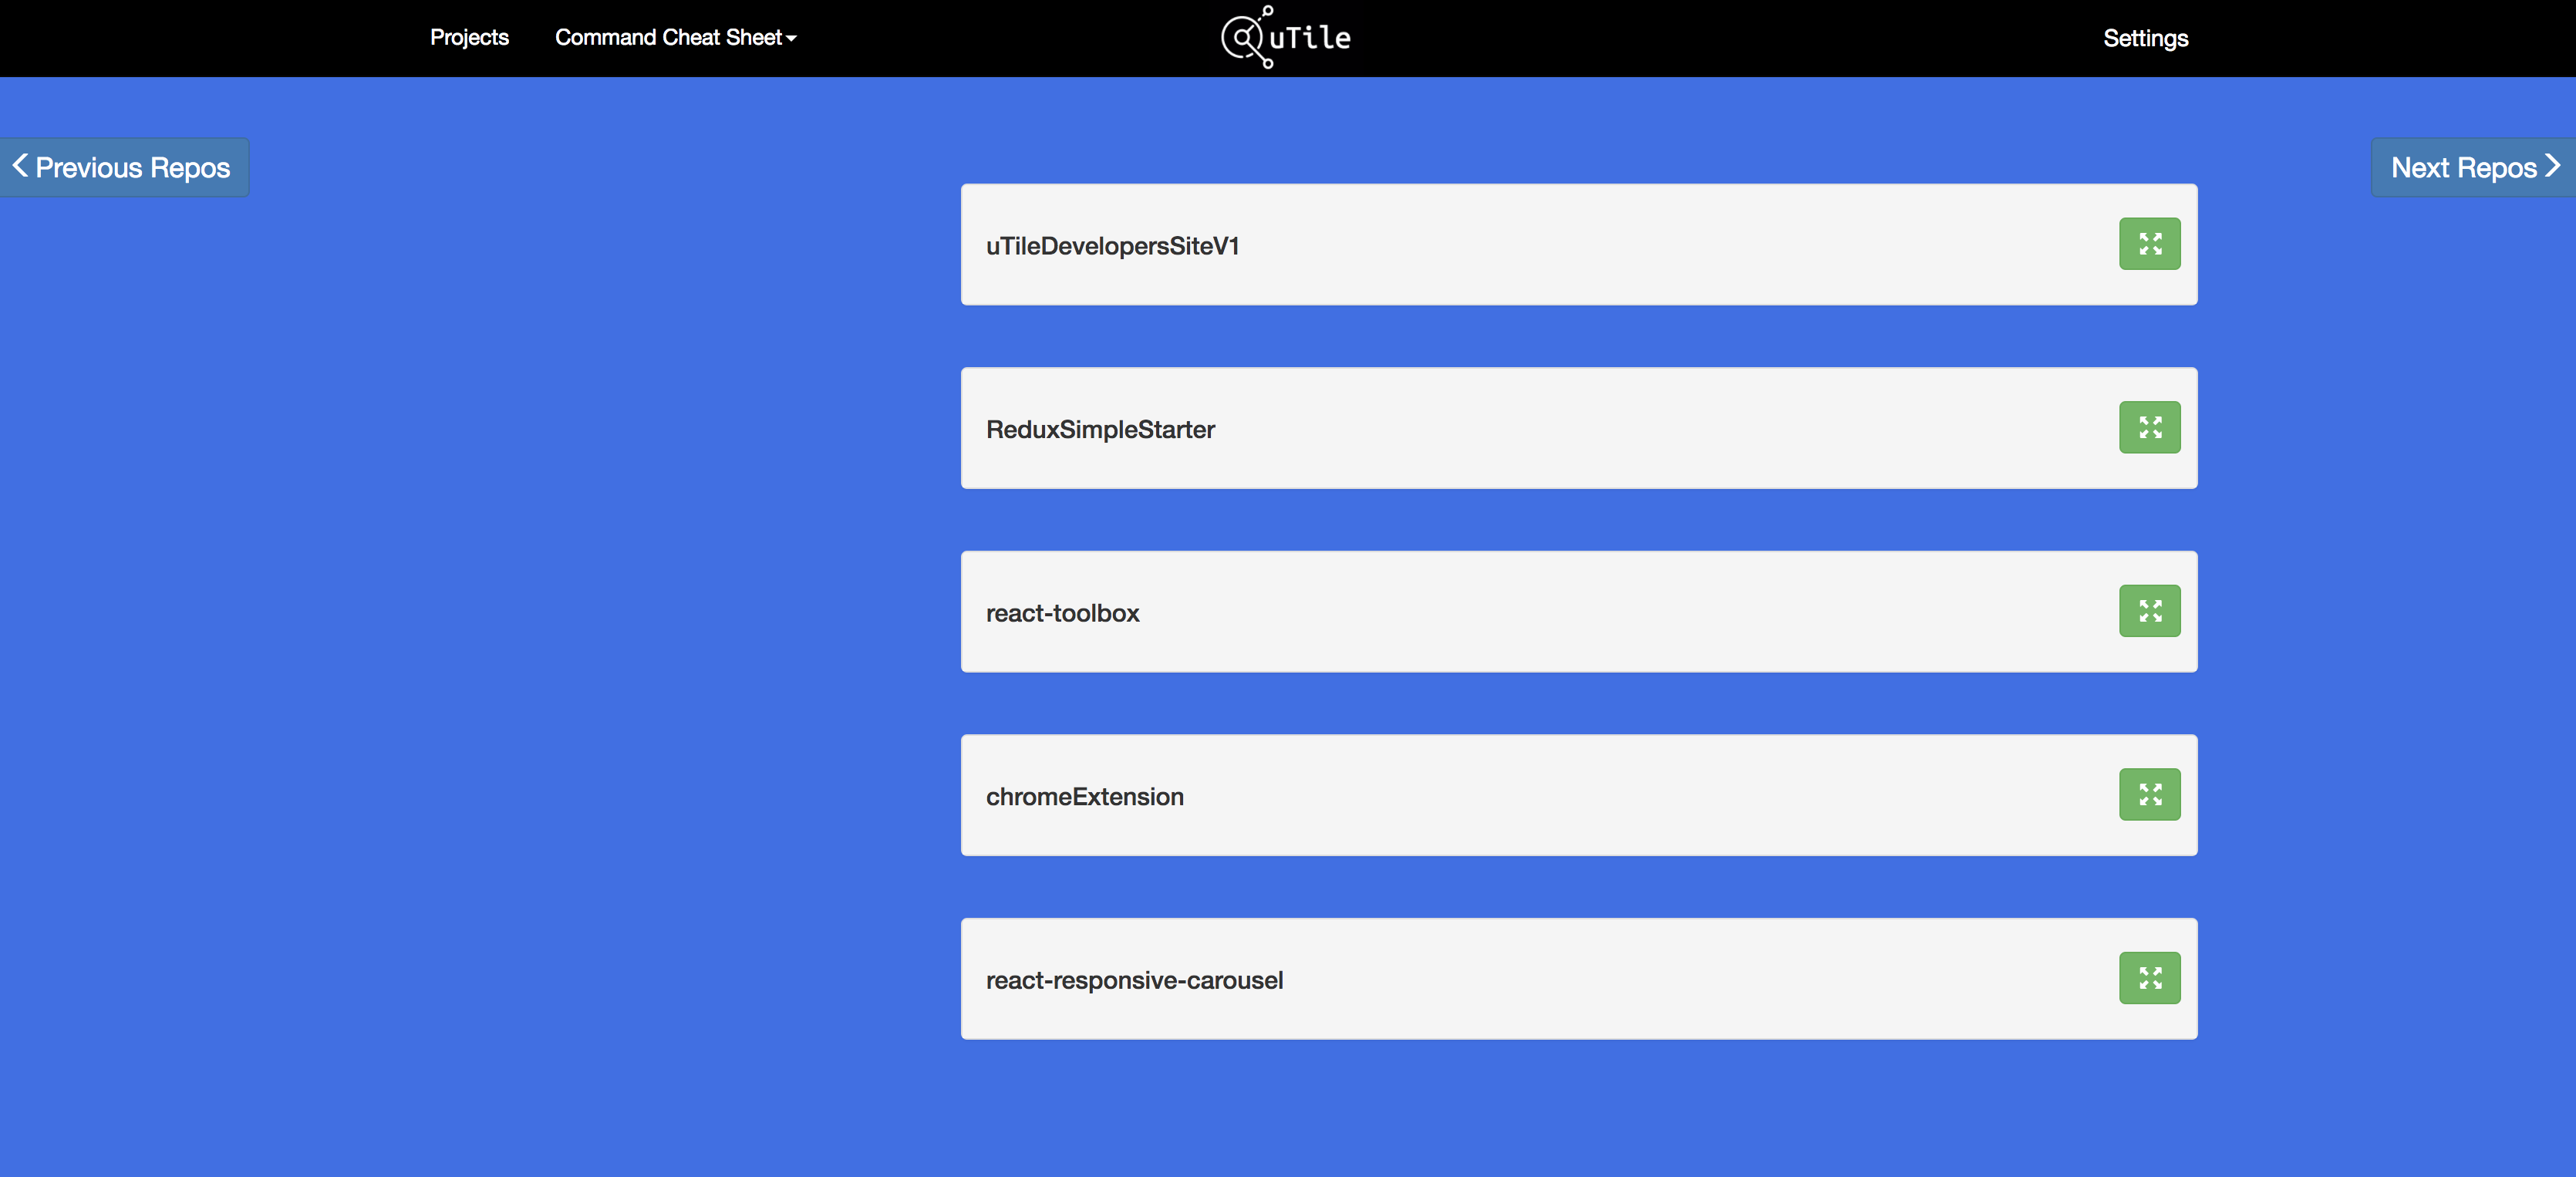 Projects Command Cheat Sheet uTile Settings
Previous Repos Next Repos
uTileDevelopersSiteV1
ReduxSimpleStarter
react-toolbox
chromeExtension
react-responsive-carousel